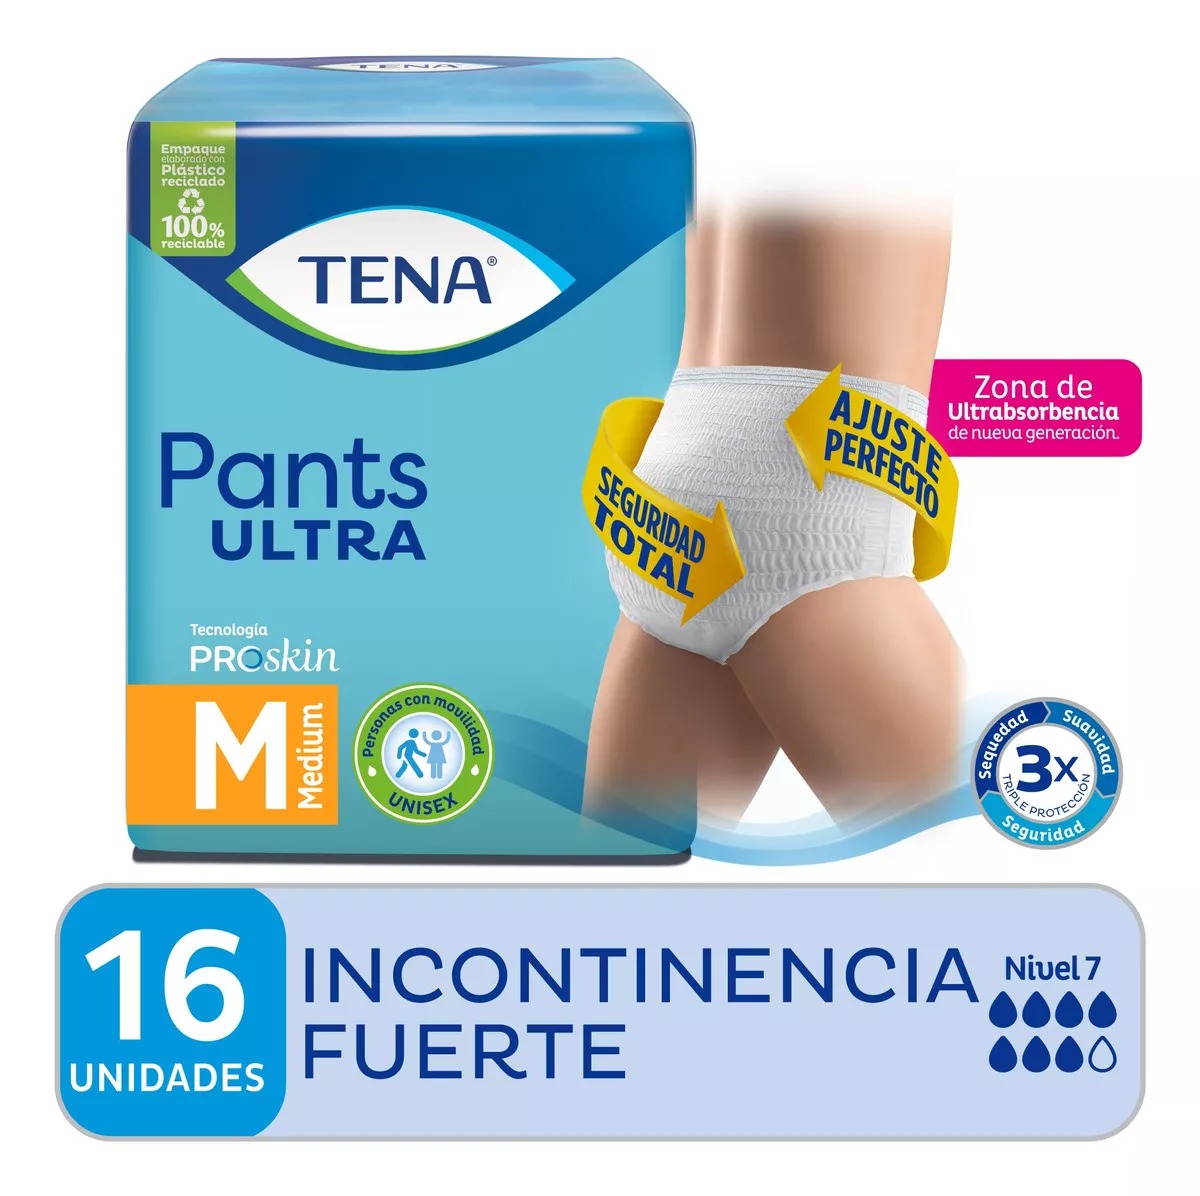 TENA
Empaque
elaborado con
Plástico
reciclado
100%
reciclable
TENA®
Pants
ULTRA
Tecnología
PROskin
M
Medium
Personas con movilidad
UNISEX
AJUSTE
PERFECTO
SEGURIDAD
TOTAL
Zona de
Ultrabsorbencia
de nueva generación.
Sequedad
Suavidad
3x
TRIPLE PROTECCIÓN
Seguridad
16
UNIDADES
INCONTINENCIA
FUERTE
Nivel 7